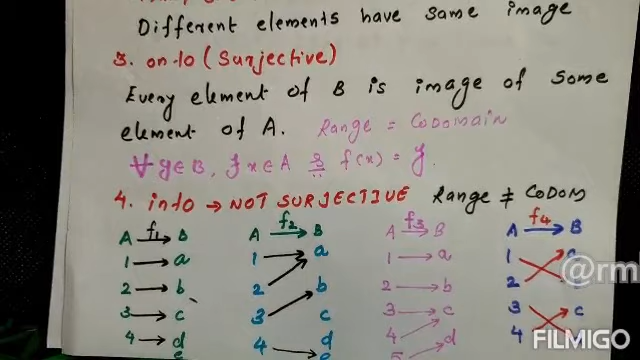 Different elements have same image
3. onto (Surjective)
Every element of B is image of some
element of A. Range = CoDomain
∀ y∈B, ∃ x∈A ∋ f(x) = y.
4. into → NOT SURJECTIVE Range ≠ CoDom
f₁ f₂ f₃ f₄
A → B A → B A → B A → B
1 → a 1 → a 1 → a 1
2 → b 2 b 2 → b 2
3 → c 3 c 3 → c 3 c
4 → d 4 4 d 4
@rm
FILMIGO